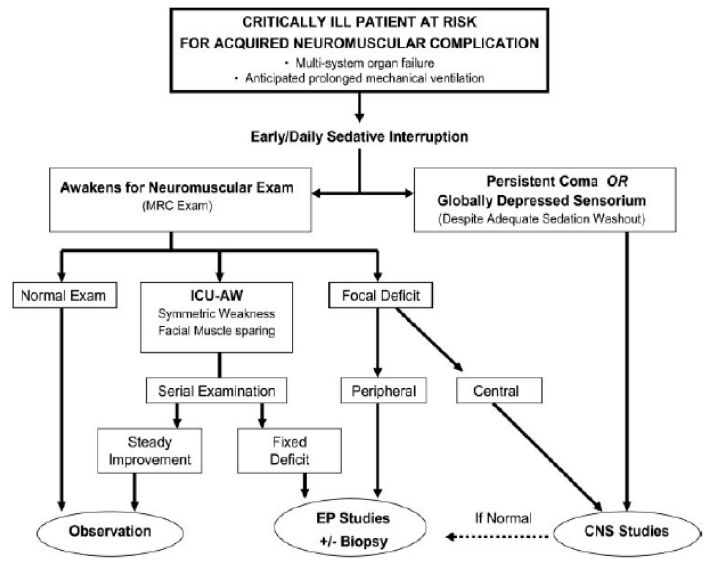 CRITICALLY ILL PATIENT AT RISK
FOR ACQUIRED NEUROMUSCULAR COMPLICATION
• Multi-system organ failure
• Anticipated prolonged mechanical ventilation
Early/Daily Sedative Interruption
Awakens for Neuromuscular Exam
(MRC Exam)
Persistent Coma OR
Globally Depressed Sensorium
(Despite Adequate Sedation Washout)
Normal Exam
ICU-AW
Symmetric Weakness
Facial Muscle sparing
Focal Deficit
Serial Examination
Peripheral
Central
Steady
Improvement
Fixed
Deficit
Observation
EP Studies
+/- Biopsy
If Normal
CNS Studies